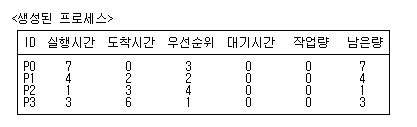 <생성된 프로세스>
ID 실행시간 도착시간 우선순위 대기시간 작업량 남은량
P0 7 0 3 0 0 7
P1 4 2 2 0 0 4
P2 1 3 4 0 0 1
P3 3 6 1 0 0 3